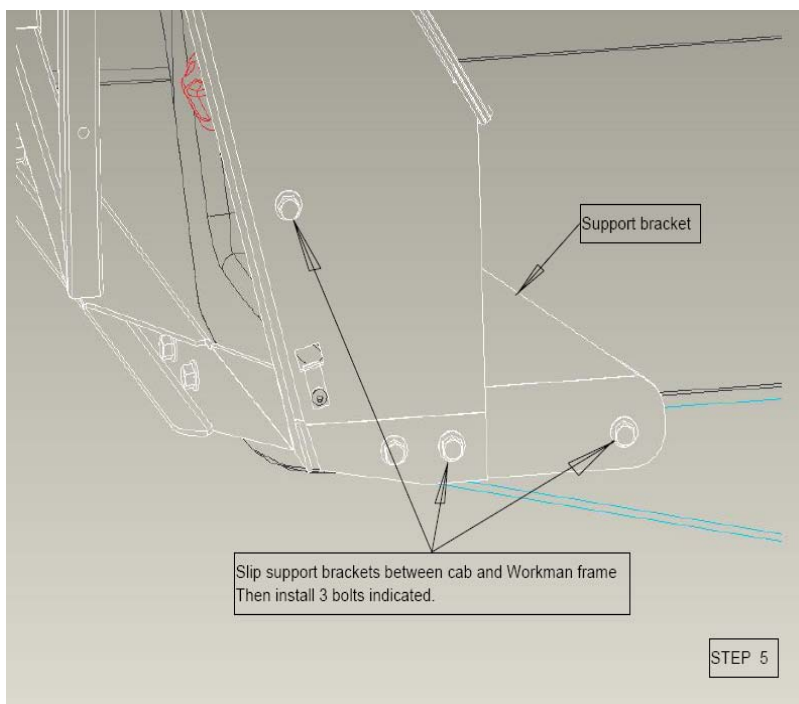 Support bracket
Slip support brackets between cab and Workman frame
Then install 3 bolts indicated.
STEP 5